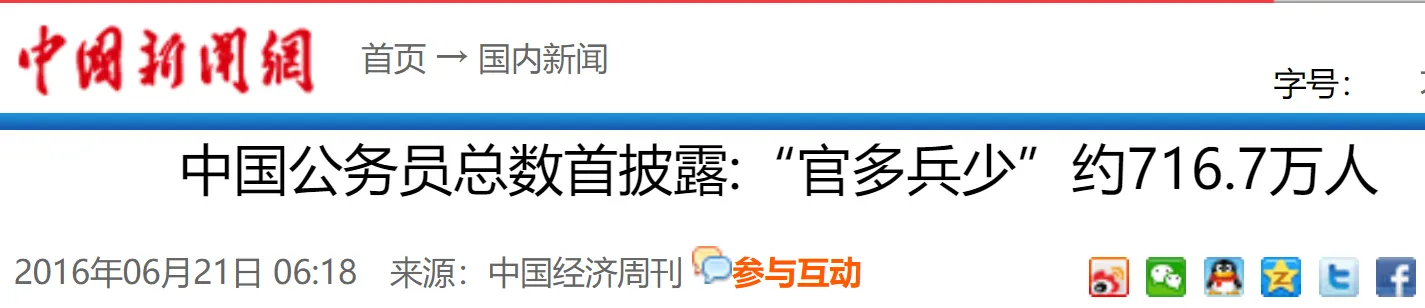 中国新闻網 首页 → 国内新闻
字号：
中国公务员总数首披露:“官多兵少”约716.7万人
2016年06月21日 06:18 来源：中国经济周刊 参与互动